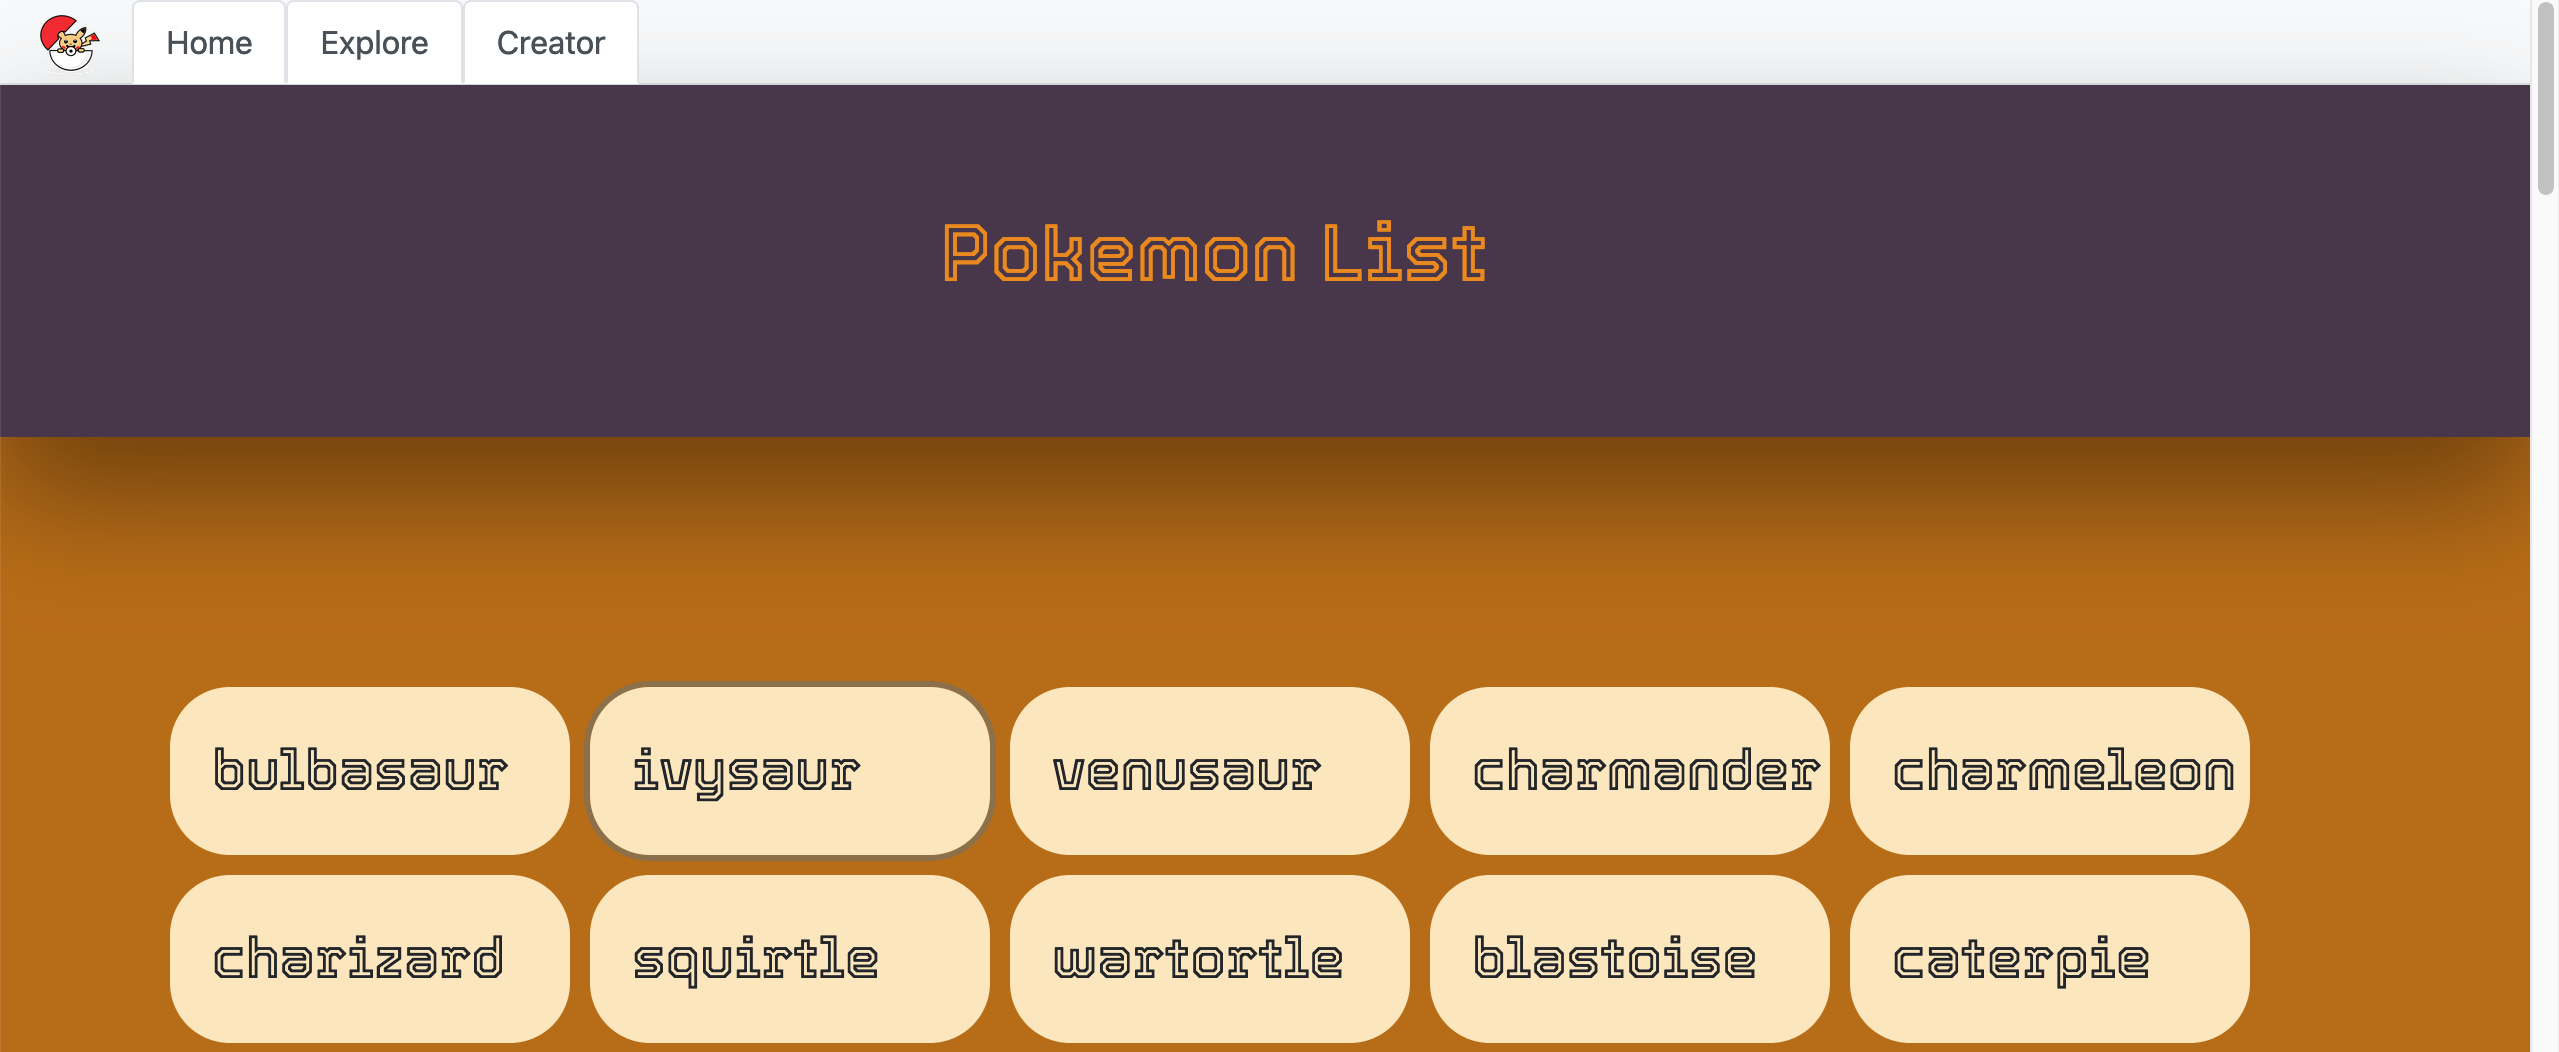 Home Explore Creator
Pokemon List
bulbasaur ivysaur venusaur charmander charmeleon
charizard squirtle wartortle blastoise caterpie